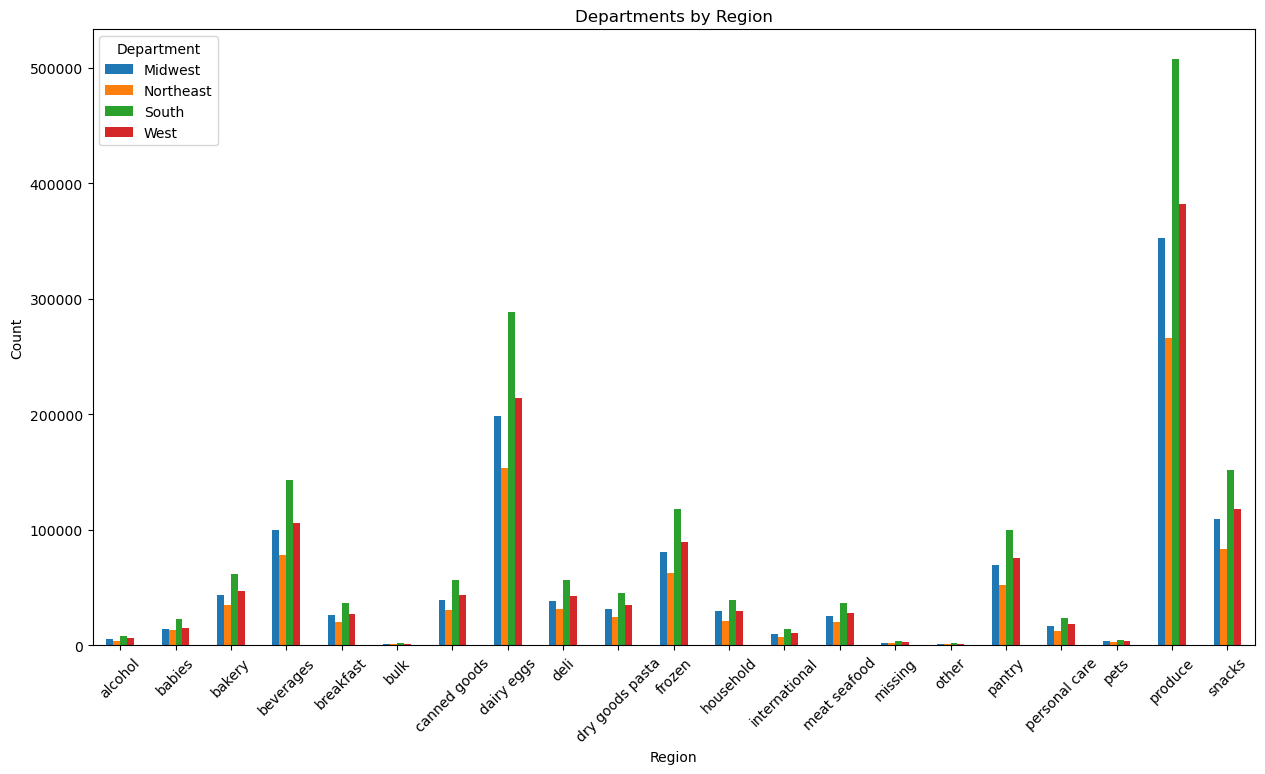 Departments by Region
Department
Midwest
Northeast
South
West
Count
500000
400000
300000
200000
100000
0
alcohol
babies
bakery
beverages
breakfast
bulk
canned goods
dairy eggs
deli
dry goods pasta
frozen
household
international
meat seafood
missing
other
pantry
personal care
pets
produce
snacks
Region